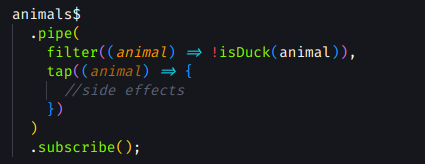 animals$
.pipe(
filter((animal) => !isDuck(animal)),
tap((animal) => {
//side effects
})
)
.subscribe();